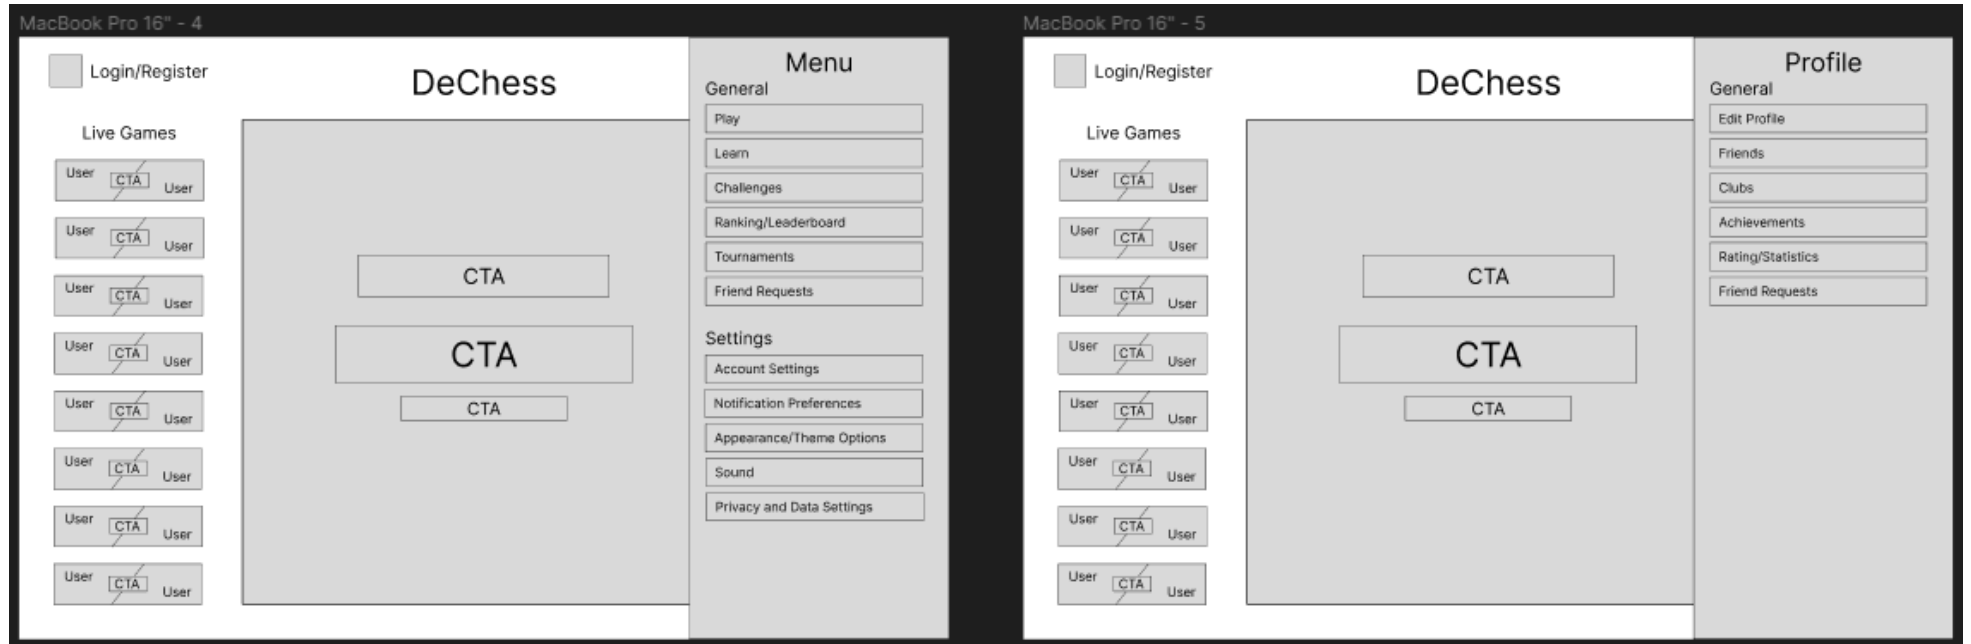 MacBook Pro 16" - 4
Login/Register
DeChess
Live Games
User CTA User
User CTA User
User CTA User
User CTA User
User CTA User
User CTA User
User CTA User
User CTA User
CTA
CTA
CTA
Menu
General
Play
Learn
Challenges
Ranking/Leaderboard
Tournaments
Friend Requests
Settings
Account Settings
Notification Preferences
Appearance/Theme Options
Sound
Privacy and Data Settings
MacBook Pro 16" - 5
Login/Register
DeChess
Live Games
User CTA User
User CTA User
User CTA User
User CTA User
User CTA User
User CTA User
User CTA User
User CTA User
CTA
CTA
CTA
Profile
General
Edit Profile
Friends
Clubs
Achievements
Rating/Statistics
Friend Requests